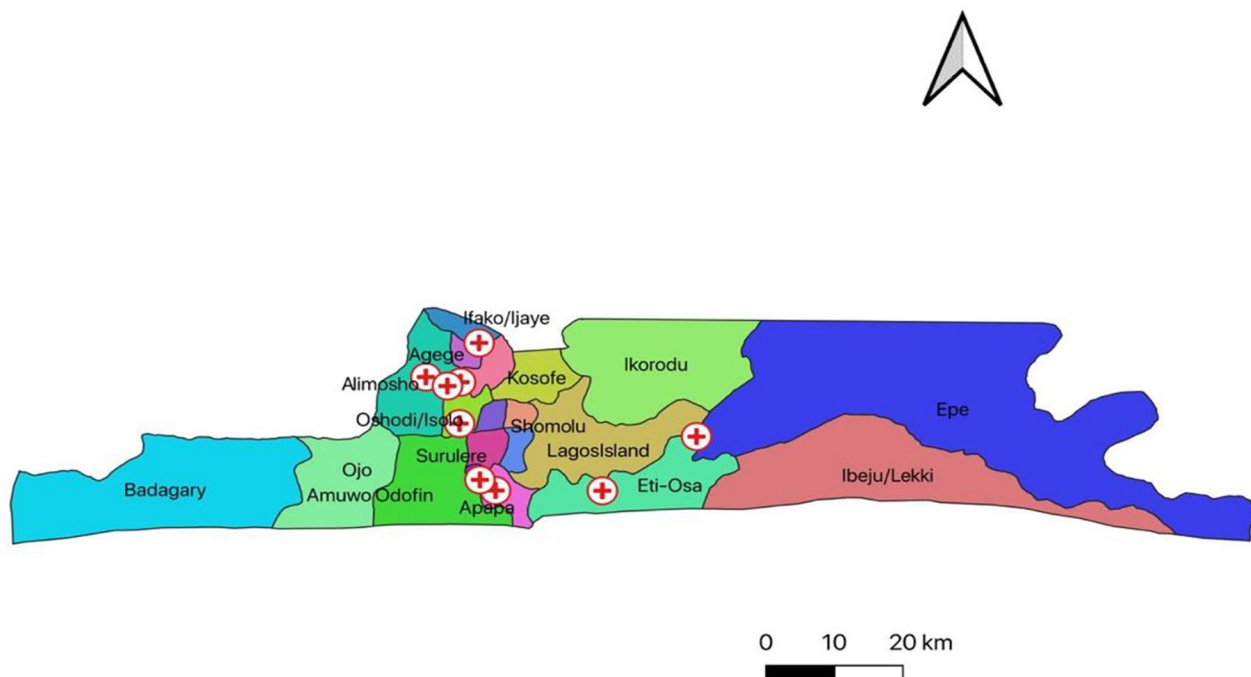 Ifako/Ijaye
Agege
Ikorodu
Alimosho
Kosofe
Epe
Oshodi/Isolo
Shomolu
LagosIsland
Surulere
Ojo
Ibeju/Lekki
Badagary
Eti-Osa
Amuwo Odofin
Apapa
0 10 20 km